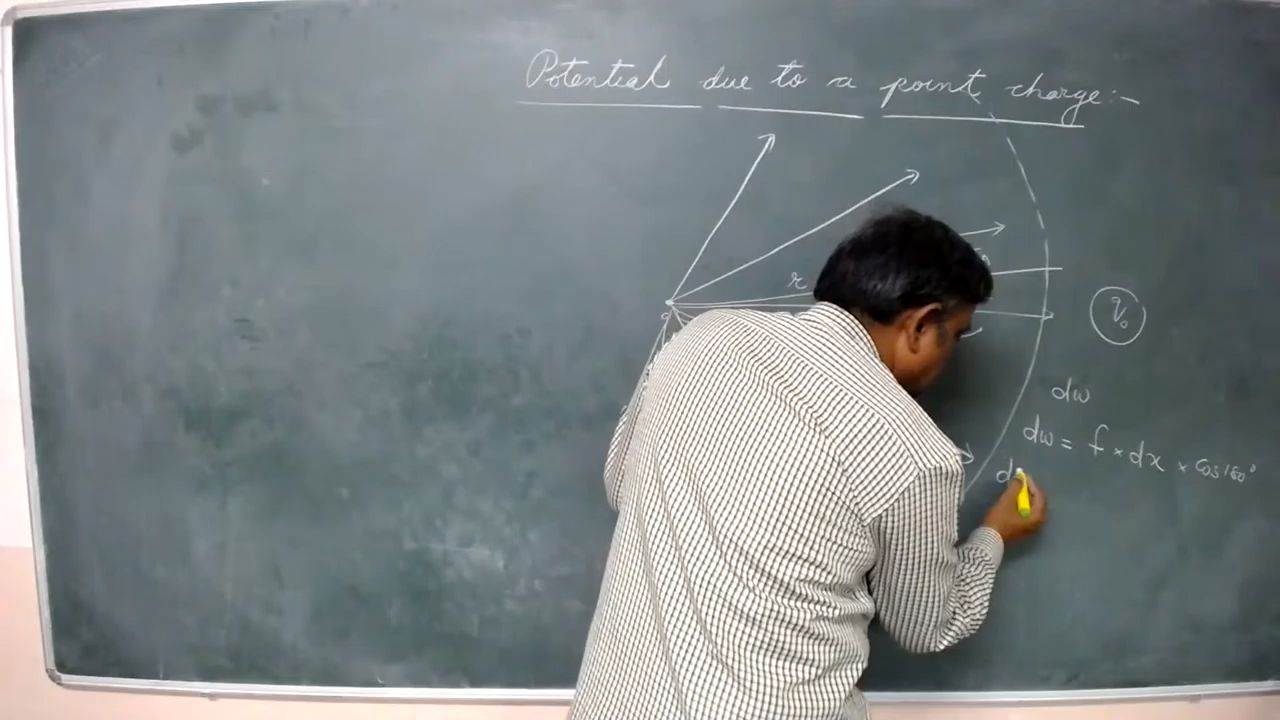 Potential due to a point charge:-
r
q₀
dw
dw = f × dx × Cos 180°
d